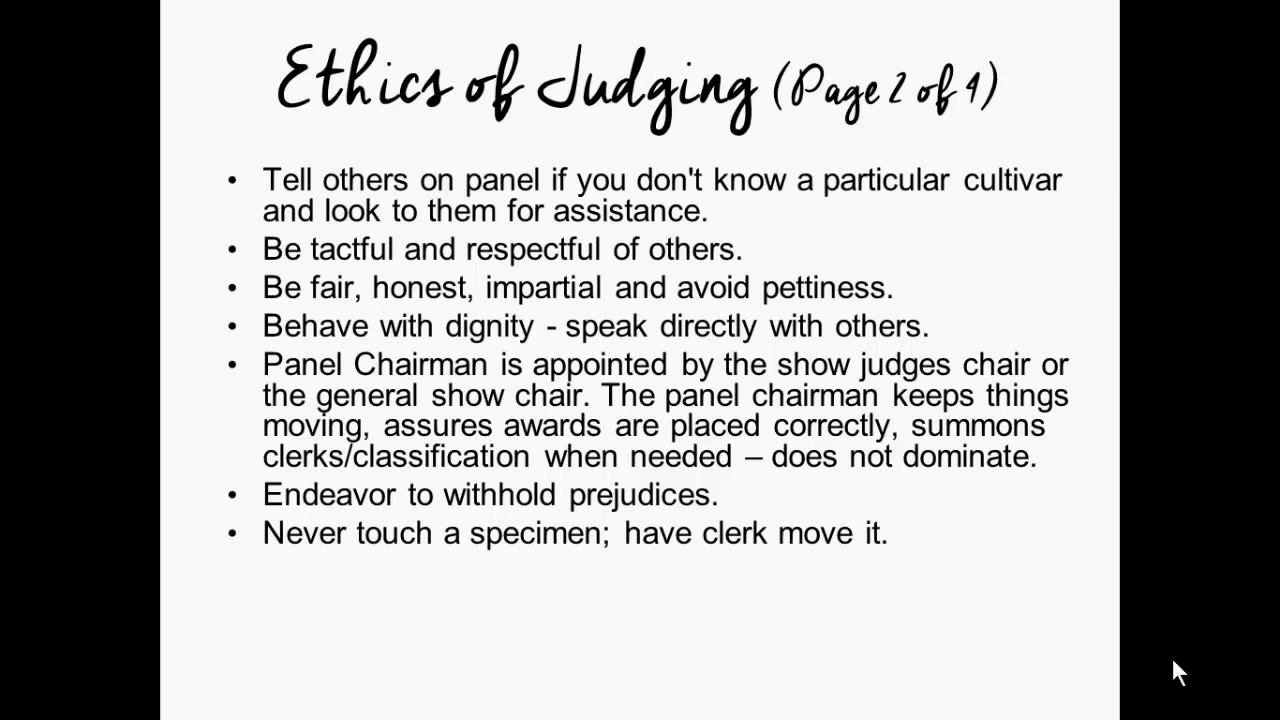 Ethics of Judging (Page 2 of 4)
• Tell others on panel if you don't know a particular cultivar
and look to them for assistance.
• Be tactful and respectful of others.
• Be fair, honest, impartial and avoid pettiness.
• Behave with dignity - speak directly with others.
• Panel Chairman is appointed by the show judges chair or
the general show chair. The panel chairman keeps things
moving, assures awards are placed correctly, summons
clerks/classification when needed – does not dominate.
• Endeavor to withhold prejudices.
• Never touch a specimen; have clerk move it.